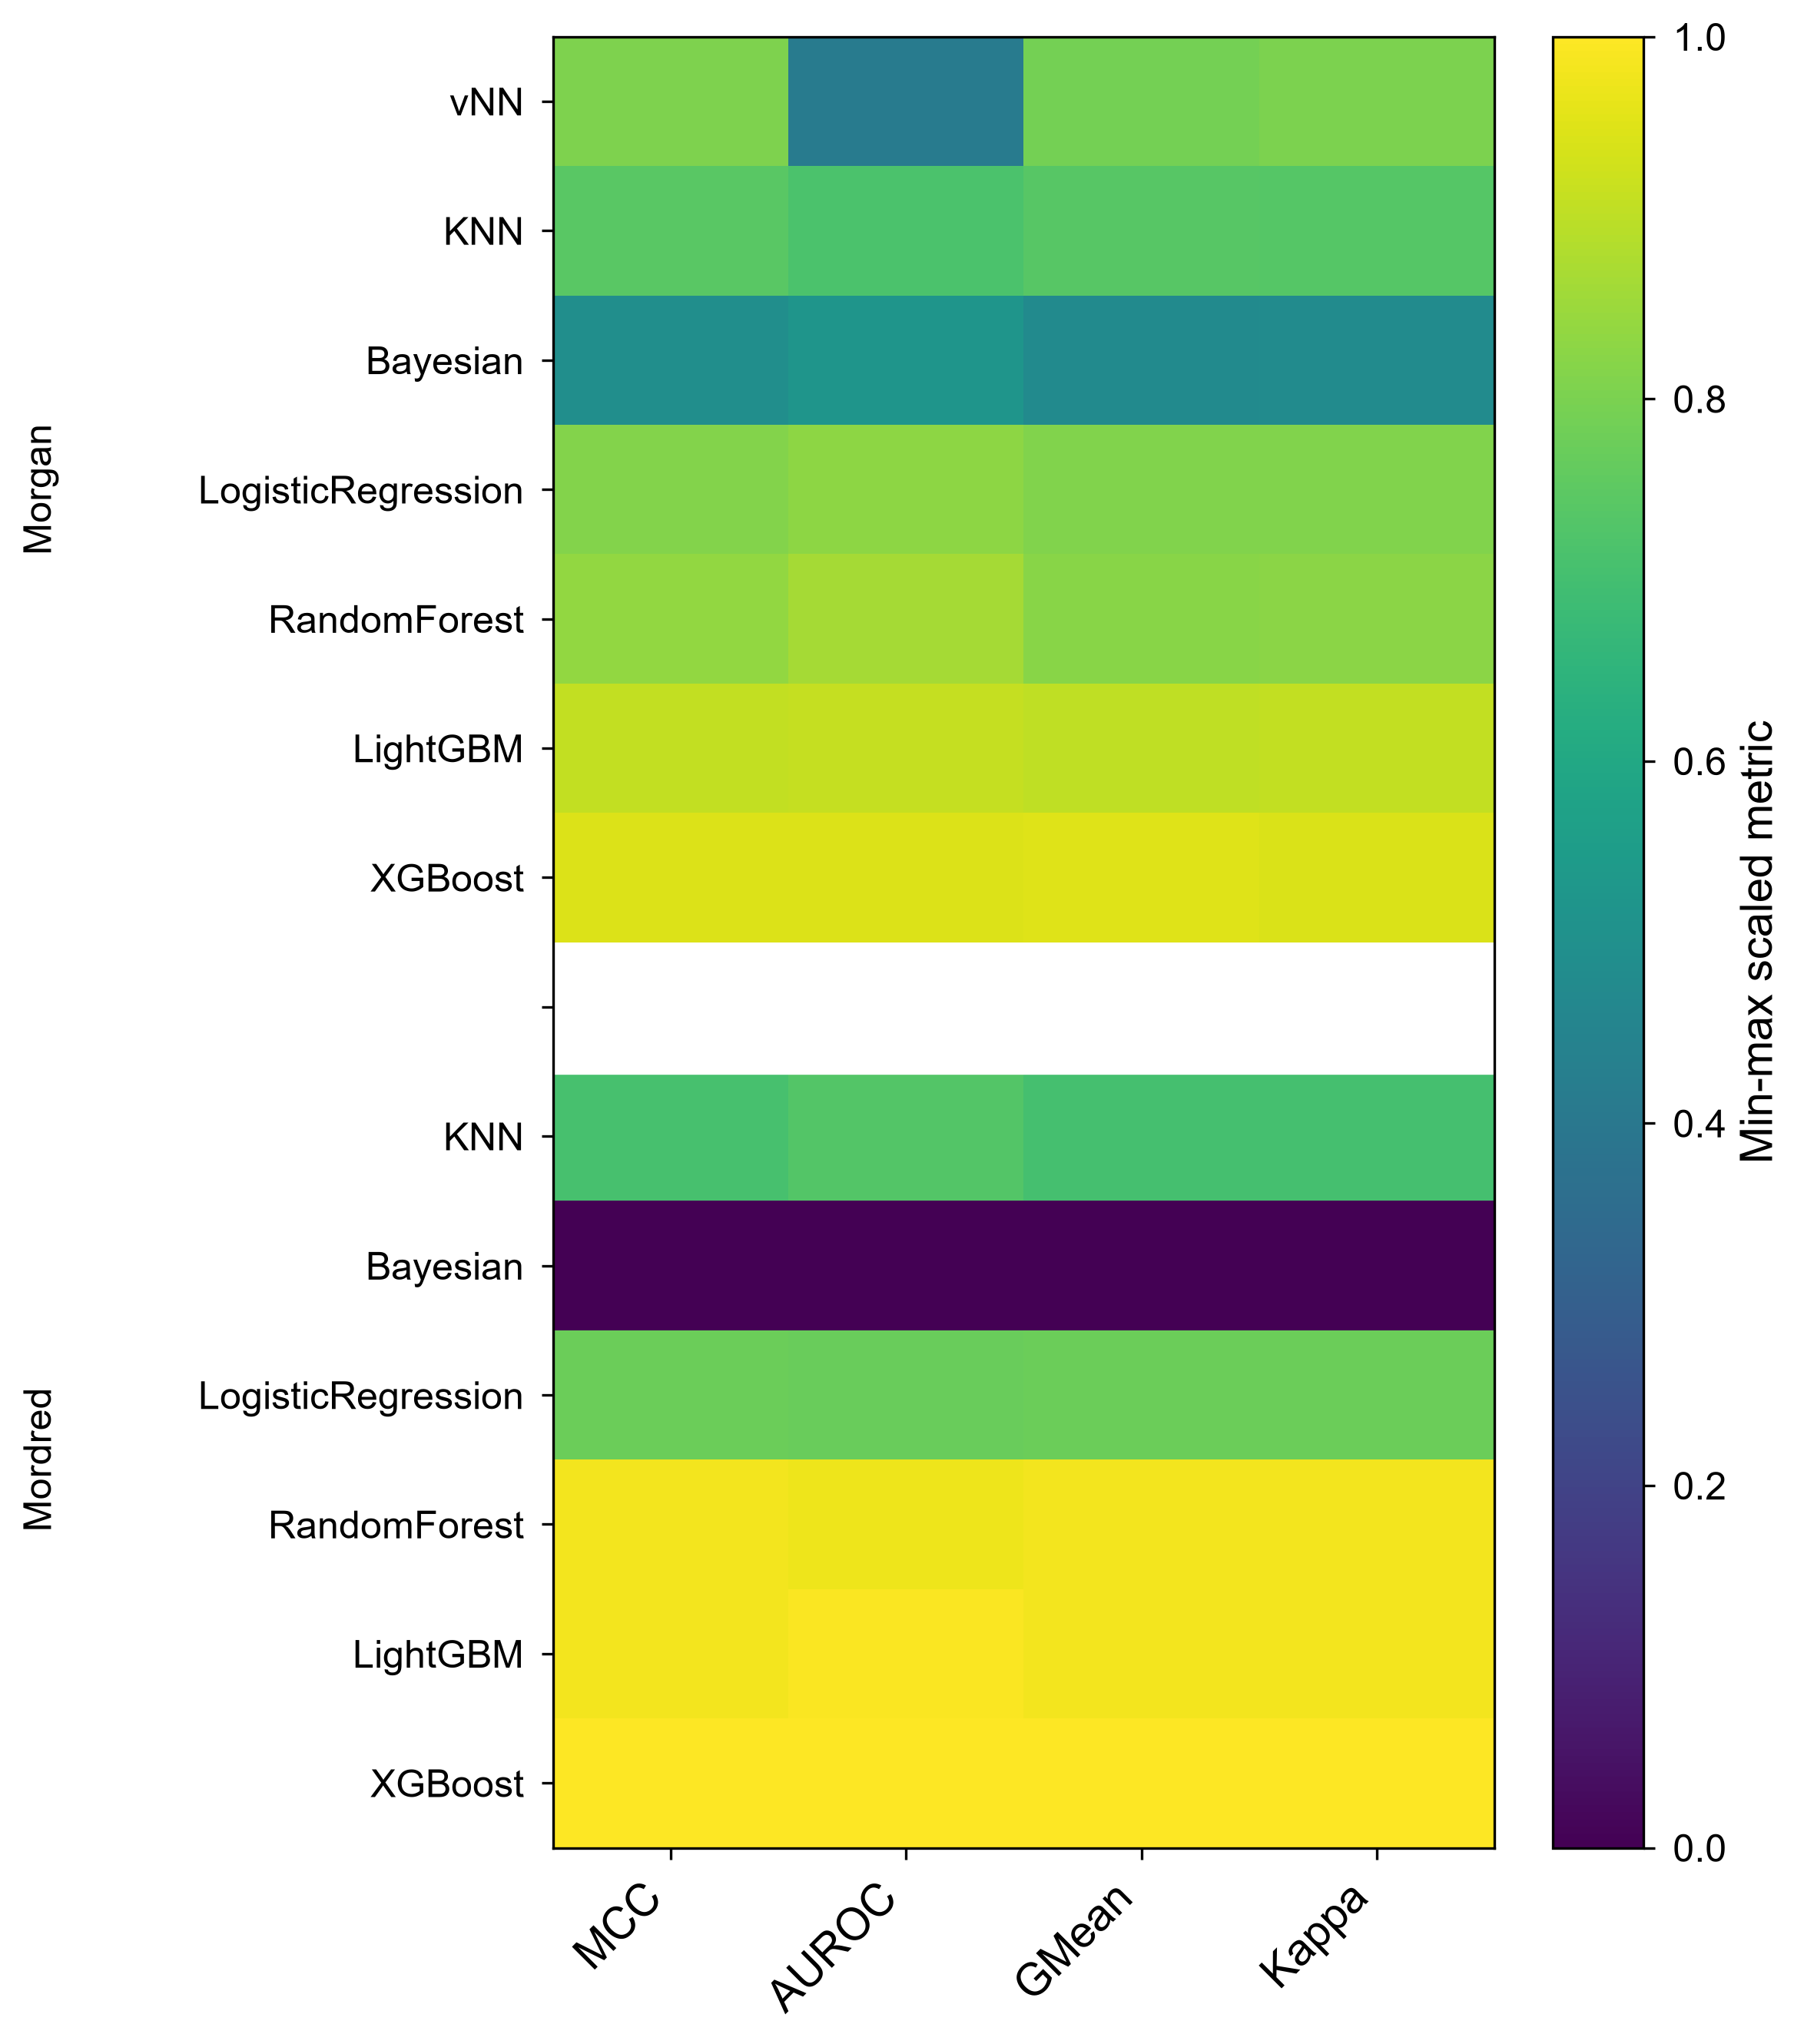 Morgan
vNN
KNN
Bayesian
LogisticRegression
RandomForest
LightGBM
XGBoost
Mordred
KNN
Bayesian
LogisticRegression
RandomForest
LightGBM
XGBoost
MCC
AUROC
GMean
Kappa
1.0
0.8
0.6
0.4
0.2
0.0
Min-max scaled metric